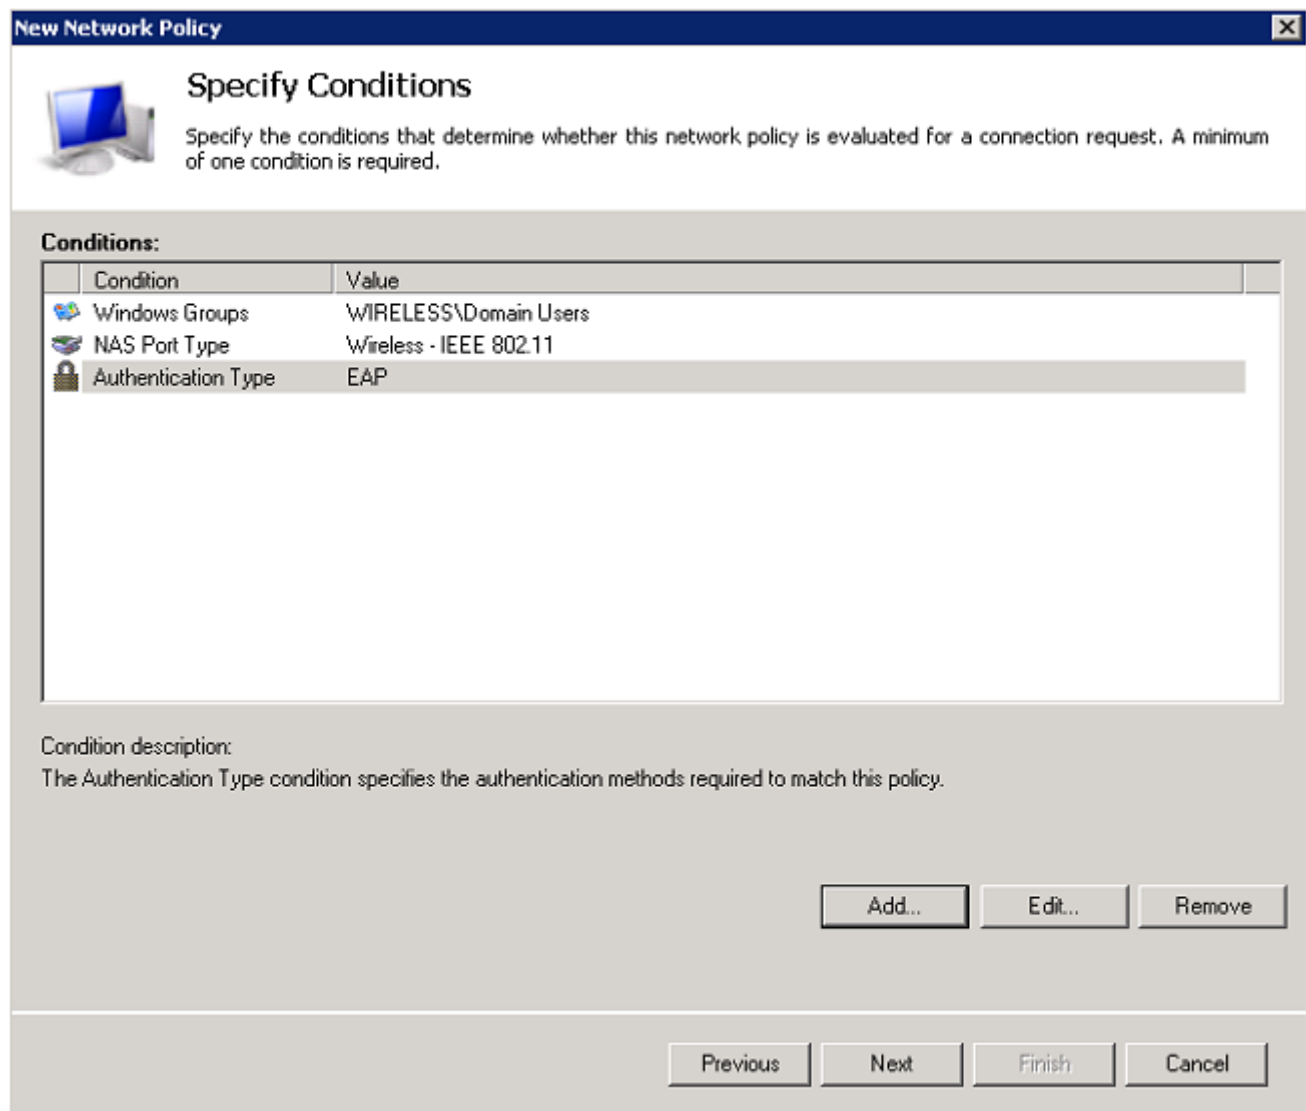 New Network Policy
Specify Conditions
Specify the conditions that determine whether this network policy is evaluated for a connection request. A minimum
of one condition is required.
Conditions:
Condition Value
Windows Groups WIRELESS\Domain Users
NAS Port Type Wireless - IEEE 802.11
Authentication Type EAP
Condition description:
The Authentication Type condition specifies the authentication methods required to match this policy.
Add... Edit... Remove
Previous Next Finish Cancel